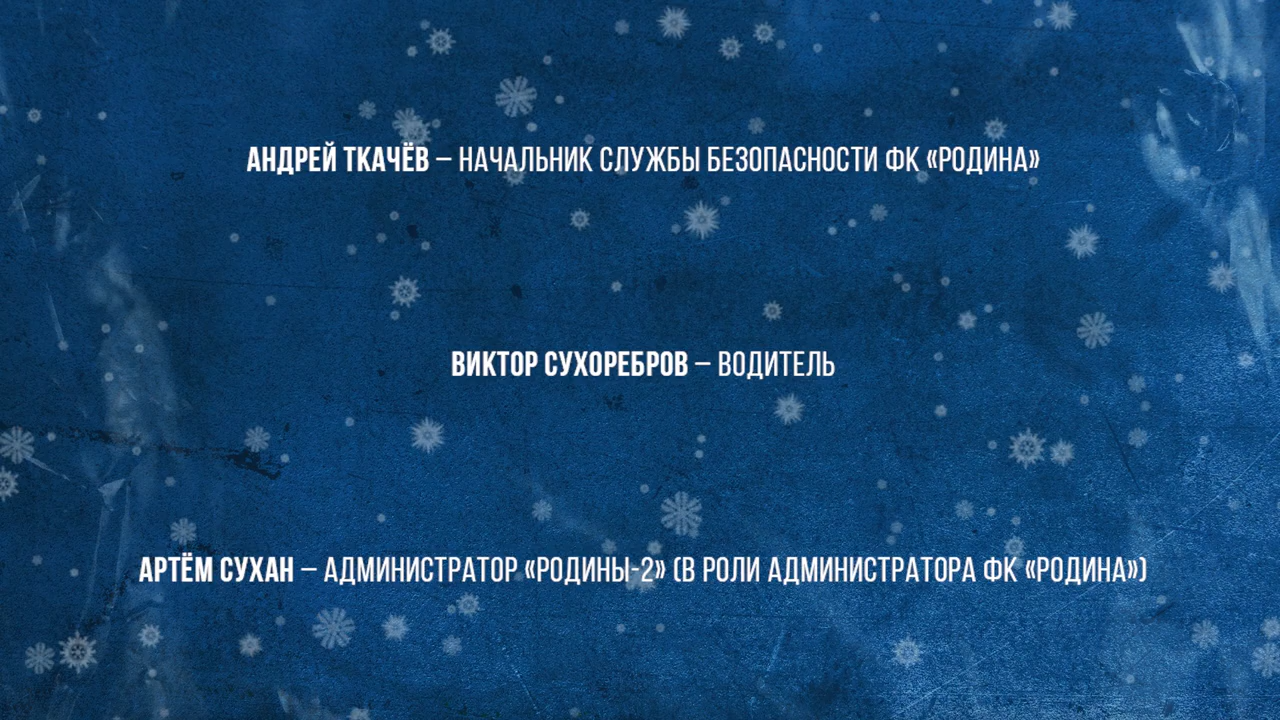 АНДРЕЙ ТКАЧЁВ – НАЧАЛЬНИК СЛУЖБЫ БЕЗОПАСНОСТИ ФК «РОДИНА»
ВИКТОР СУХОРЕБРОВ – ВОДИТЕЛЬ
АРТЁМ СУХАН – АДМИНИСТРАТОР «РОДИНЫ-2» (В РОЛИ АДМИНИСТРАТОРА ФК «РОДИНА»)